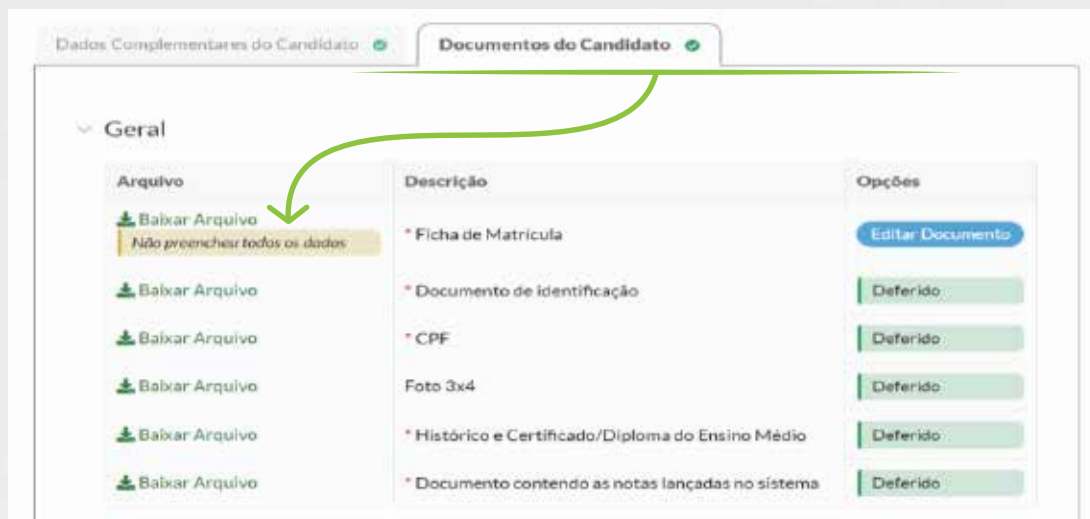 Dados Complementares do Candidato
Documentos do Candidato
Geral
Arquivo
Descrição
Opções
Baixar Arquivo
Não preencheu todos os dados
* Ficha de Matrícula
Editar Documento
Baixar Arquivo
* Documento de identificação
Deferido
Baixar Arquivo
* CPF
Deferido
Baixar Arquivo
Foto 3x4
Deferido
Baixar Arquivo
* Histórico e Certificado/Diploma do Ensino Médio
Deferido
Baixar Arquivo
* Documento contendo as notas lançadas no sistema
Deferido